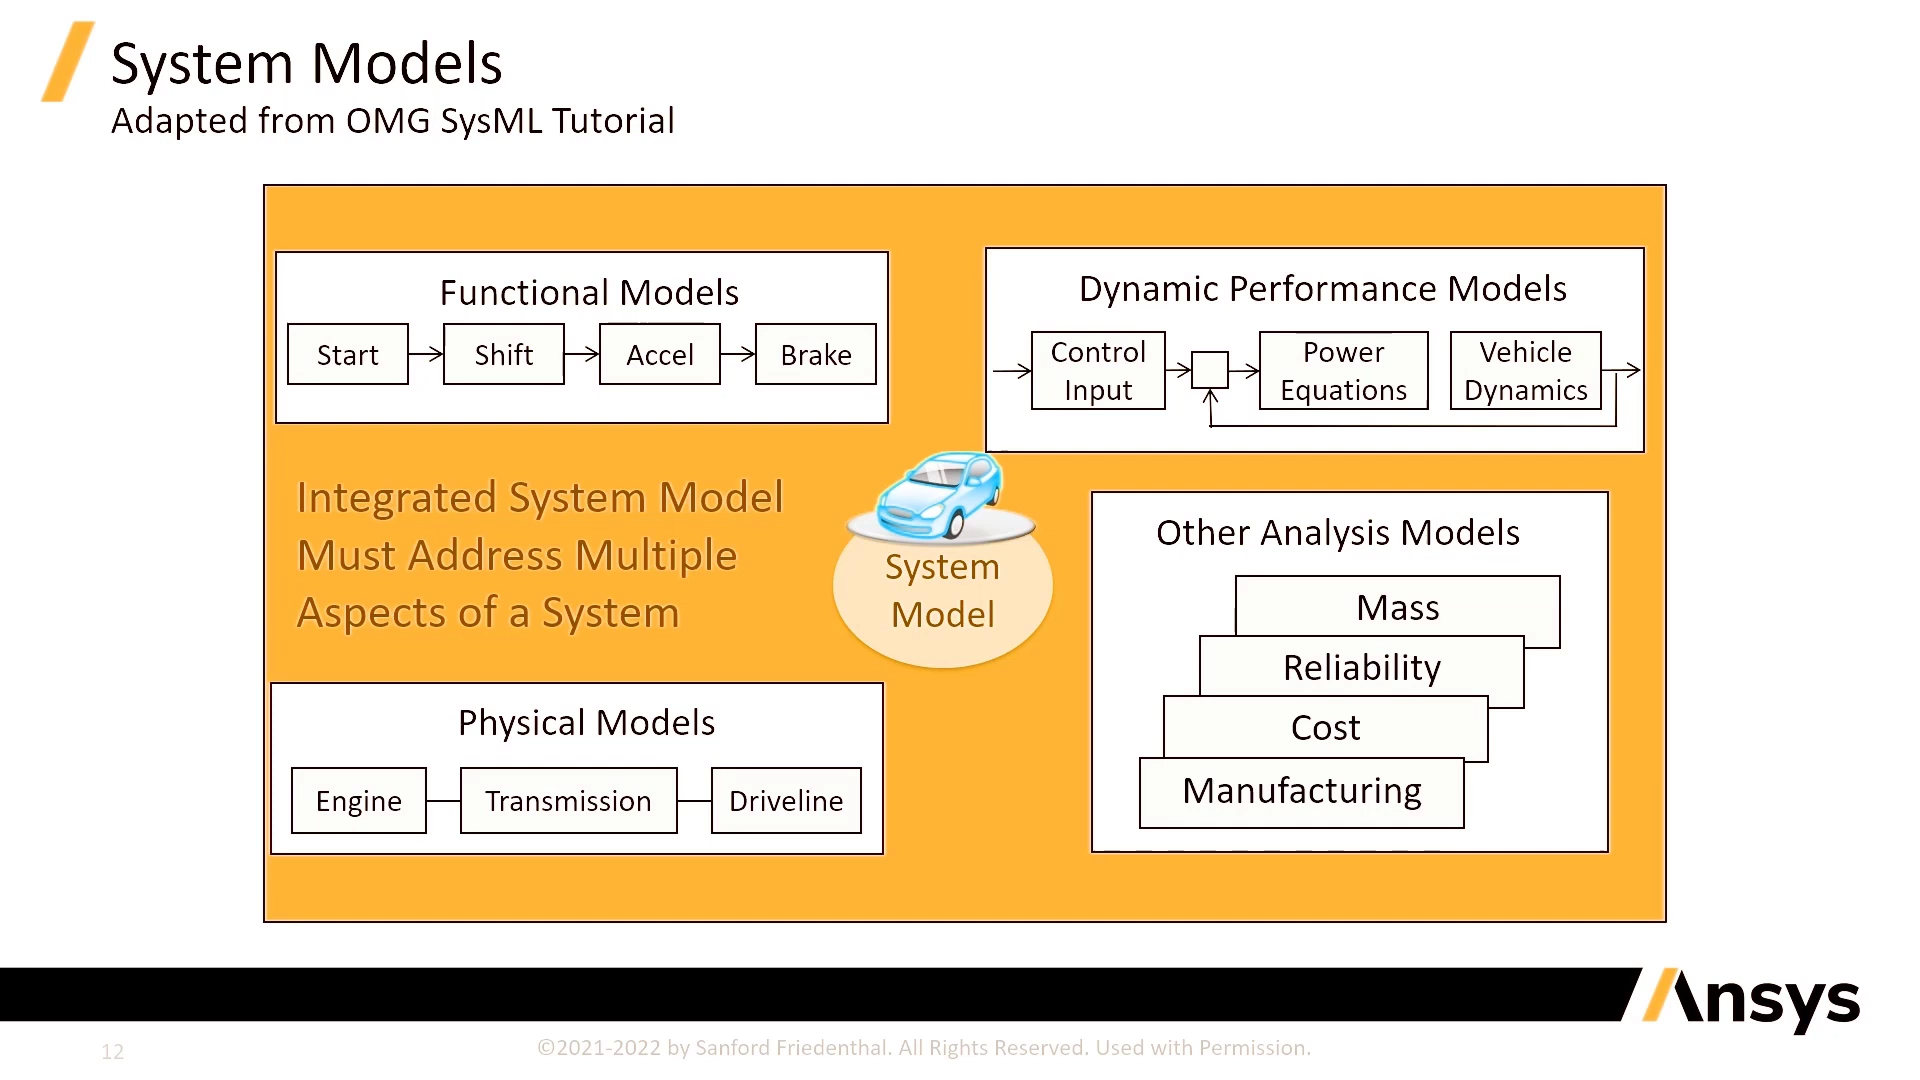 System Models
Adapted from OMG SysML Tutorial
Functional Models
Start
Shift
Accel
Brake
Dynamic Performance Models
Control
Input
Power
Equations
Vehicle
Dynamics
Integrated System Model
Must Address Multiple
Aspects of a System
System
Model
Other Analysis Models
Mass
Reliability
Cost
Manufacturing
Physical Models
Engine
Transmission
Driveline
Ansys
12
©2021-2022 by Sanford Friedenthal. All Rights Reserved. Used with Permission.